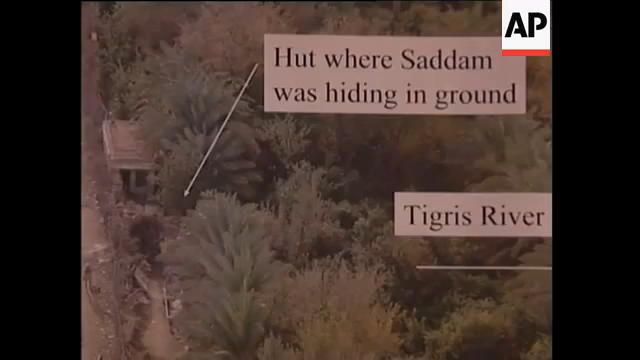 AP
Hut where Saddam
was hiding in ground
Tigris River